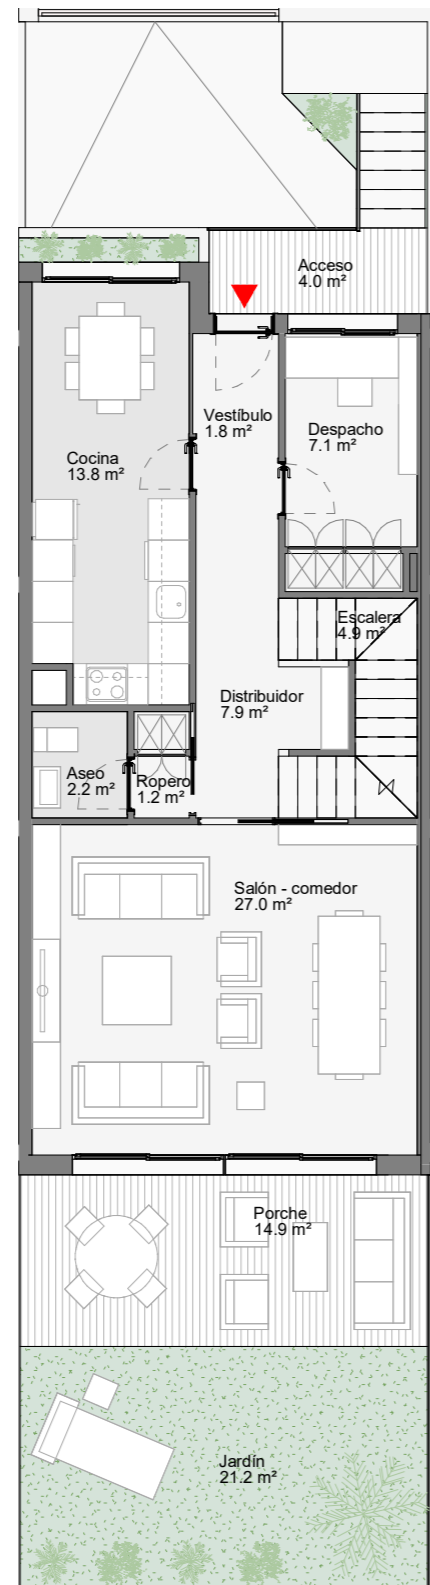 Acceso
4.0 m²
Vestíbulo
1.8 m²
Despacho
7.1 m²
Cocina
13.8 m²
Escalera
4.9 m²
Distribuidor
7.9 m²
Aseo
2.2 m²
Ropero
1.2 m²
Salón - comedor
27.0 m²
Porche
14.9 m²
Jardín
21.2 m²